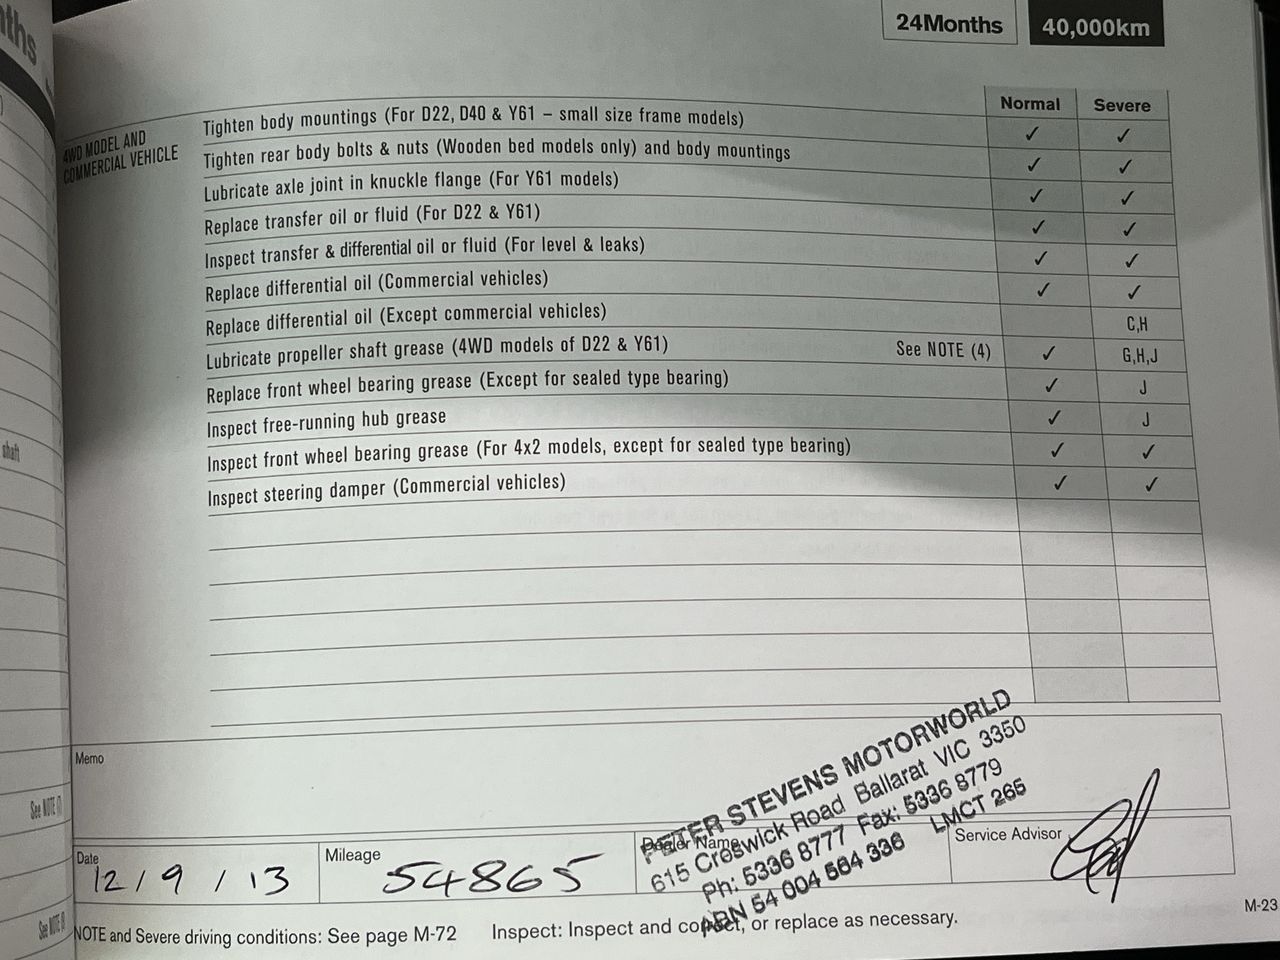 24Months 40,000km
Normal Severe
4WD MODEL AND
COMMERCIAL VEHICLE
Tighten body mountings (For D22, D40 & Y61 – small size frame models) ✓ ✓
Tighten rear body bolts & nuts (Wooden bed models only) and body mountings ✓ ✓
Lubricate axle joint in knuckle flange (For Y61 models) ✓ ✓
Replace transfer oil or fluid (For D22 & Y61) ✓ ✓
Inspect transfer & differential oil or fluid (For level & leaks) ✓ ✓
Replace differential oil (Commercial vehicles) ✓ ✓
Replace differential oil (Except commercial vehicles) C,H
Lubricate propeller shaft grease (4WD models of D22 & Y61) See NOTE (4) ✓ G,H,J
Replace front wheel bearing grease (Except for sealed type bearing) ✓ J
Inspect free-running hub grease ✓ J
Inspect front wheel bearing grease (For 4x2 models, except for sealed type bearing) ✓ ✓
Inspect steering damper (Commercial vehicles) ✓ ✓
Memo
Date
12/9/13
Mileage
54865
Dealer Name
PETER STEVENS MOTORWORLD
615 Creswick Road Ballarat VIC 3350
Ph: 5336 8777 Fax: 5336 8779
ABN 54 004 564 336 LMCT 265
Service Advisor
NOTE and Severe driving conditions: See page M-72 Inspect: Inspect and correct, or replace as necessary.
M-23
shaft
See NOTE
See NOTE